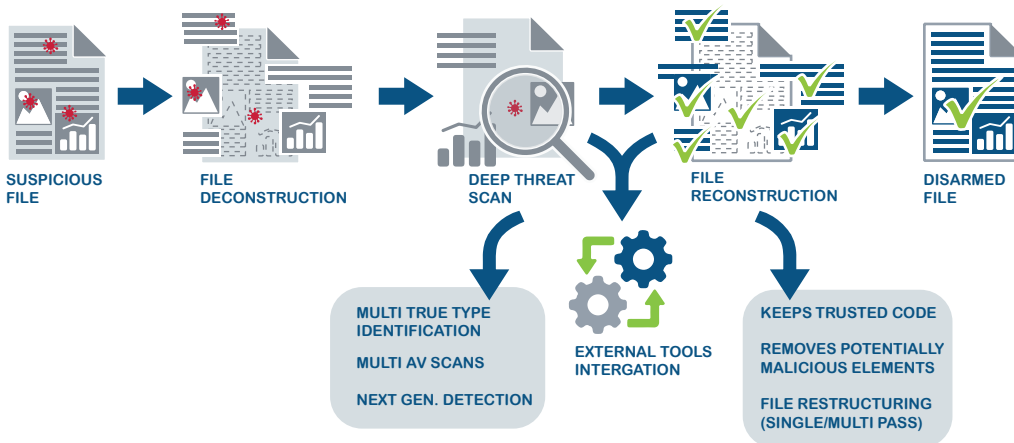 SUSPICIOUS
FILE
FILE
DECONSTRUCTION
DEEP THREAT
SCAN
FILE
RECONSTRUCTION
DISARMED
FILE
MULTI TRUE TYPE
IDENTIFICATION
MULTI AV SCANS
NEXT GEN. DETECTION
EXTERNAL TOOLS
INTERGATION
KEEPS TRUSTED CODE
REMOVES POTENTIALLY
MALICIOUS ELEMENTS
FILE RESTRUCTURING
(SINGLE/MULTI PASS)